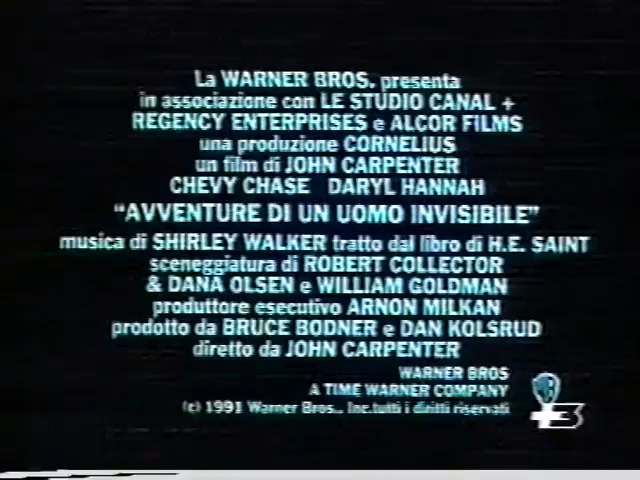 La WARNER BROS. presenta
in associazione con LE STUDIO CANAL +
REGENCY ENTERPRISES e ALCOR FILMS
una produzione CORNELIUS
un film di JOHN CARPENTER
CHEVY CHASE DARYL HANNAH
"AVVENTURE DI UN UOMO INVISIBILE"
musica di SHIRLEY WALKER tratto dal libro di H.E. SAINT
sceneggiatura di ROBERT COLLECTOR
& DANA OLSEN e WILLIAM GOLDMAN
produttore esecutivo ARNON MILKAN
prodotto da BRUCE BODNER e DAN KOLSRUD
diretto da JOHN CARPENTER
WARNER BROS
A TIME WARNER COMPANY
(c) 1991 Warner Bros.. Inc.tutti i diritti riservati
WB
+3